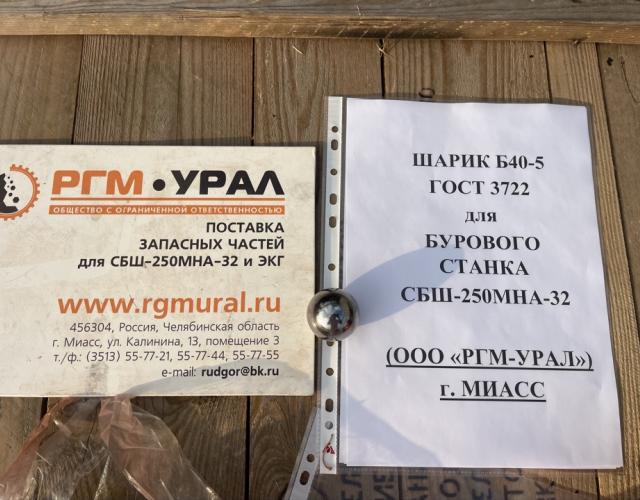 РГМ•УРАЛ
ОБЩЕСТВО С ОГРАНИЧЕННОЙ ОТВЕТСТВЕННОСТЬЮ
ПОСТАВКА
ЗАПАСНЫХ ЧАСТЕЙ
для СБШ-250МНА-32 и ЭКГ
www.rgmural.ru
456304, Россия, Челябинская область
г. Миасс, ул. Калинина, 13, помещение 3
т./ф.: (3513) 55-77-21, 55-77-44, 55-77-55
e-mail: rudgor@bk.ru
ШАРИК Б40-5
ГОСТ 3722
для
БУРОВОГО
СТАНКА
СБШ-250МНА-32
(ООО «РГМ-УРАЛ»)
г. МИАСС